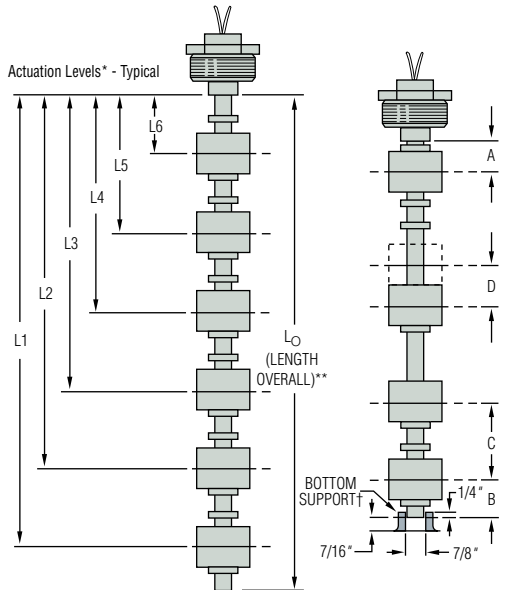 Actuation Levels* - Typical
L6
L5
L4
L3
L2
L1
LO
(LENGTH
OVERALL)**
A
D
C
B
BOTTOM
SUPPORT†
1/4"
7/16"
7/8"